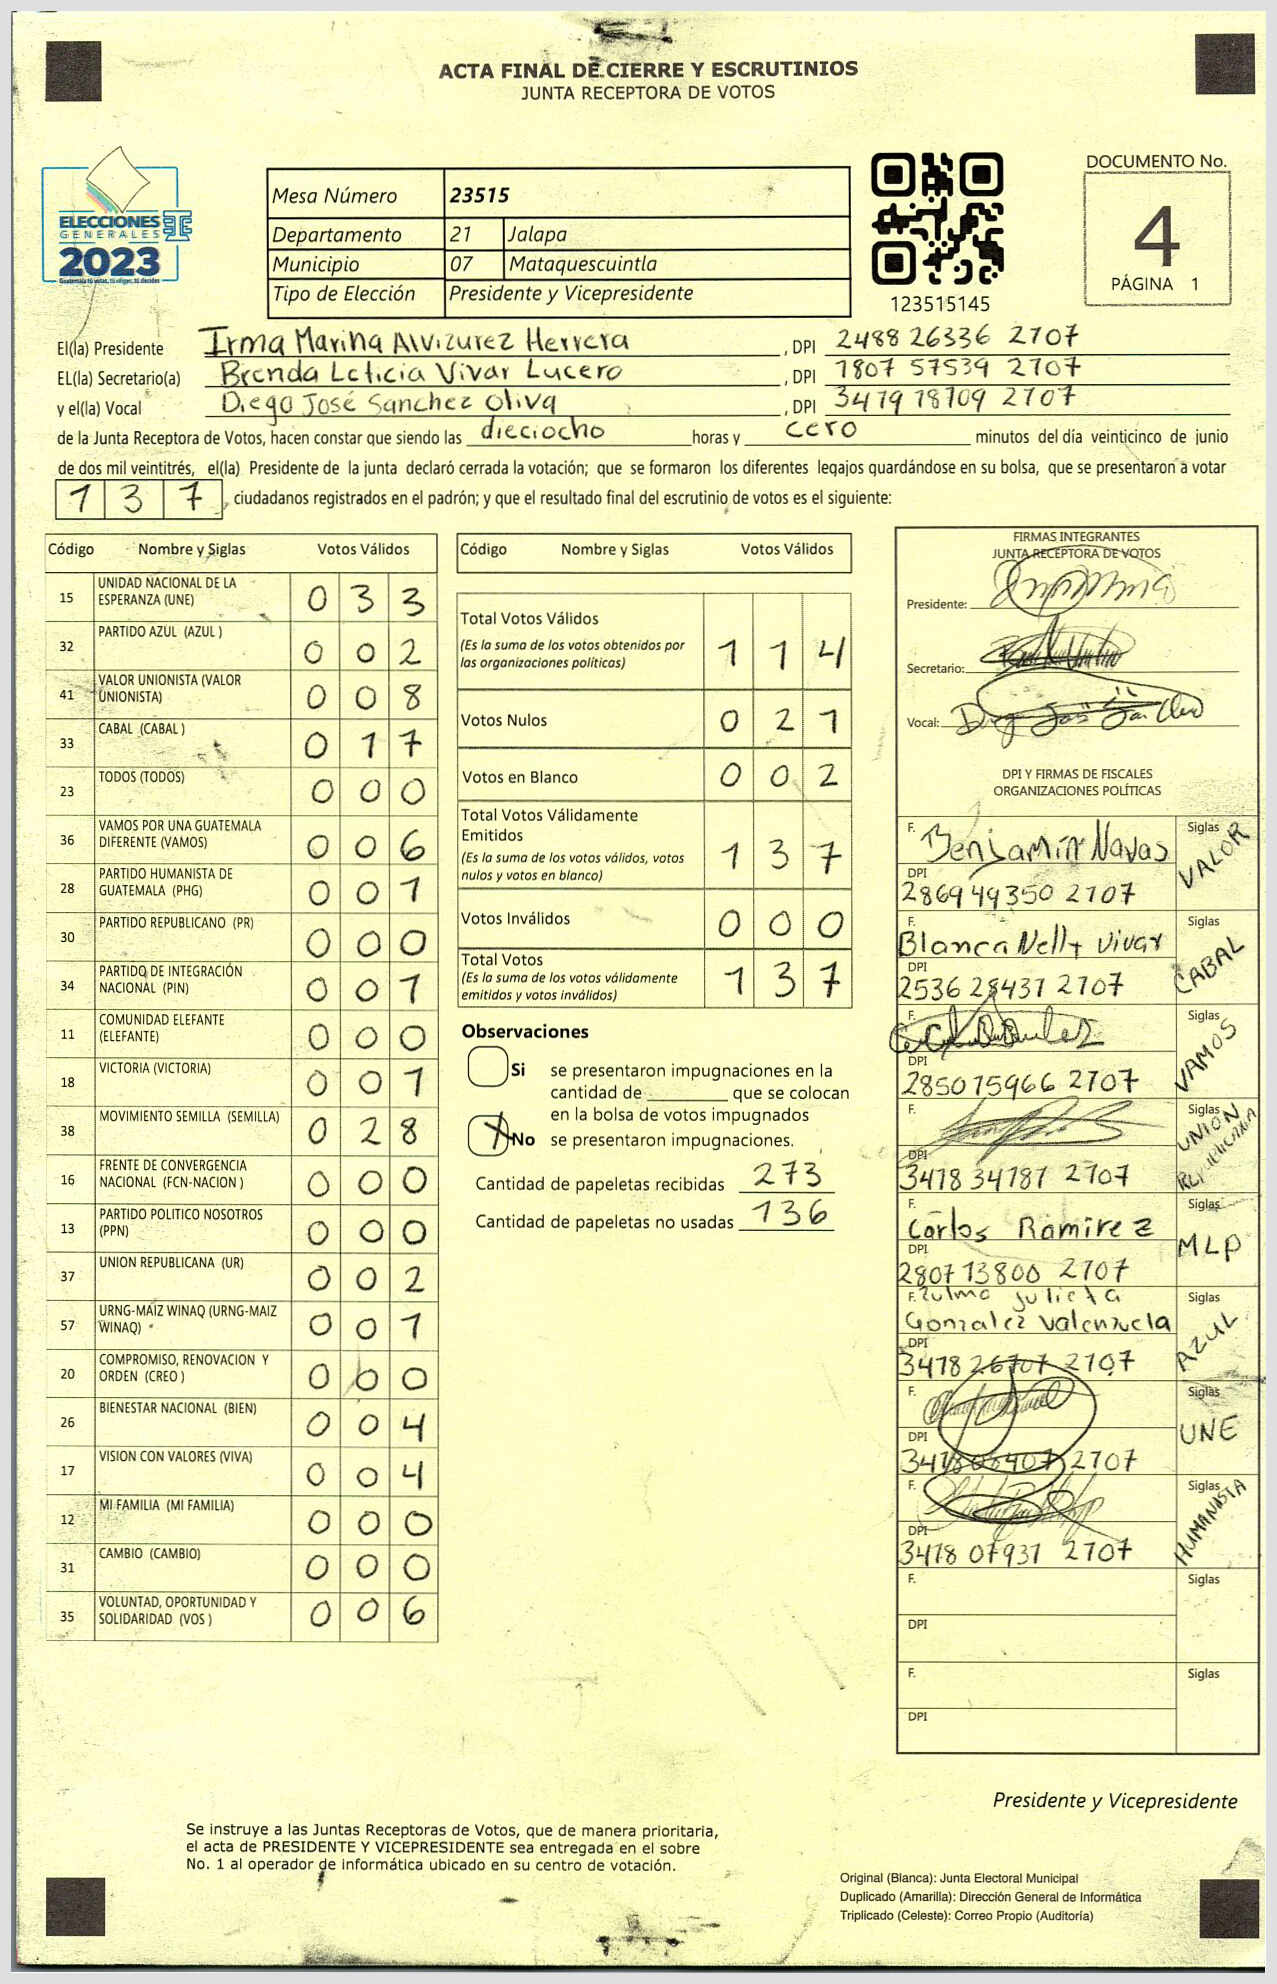 ACTA FINAL DE CIERRE Y ESCRUTINIOS
JUNTA RECEPTORA DE VOTOS
ELECCIONES
GENERALES
2023
Guatemala tú votas, tú eliges, tú decides
Mesa Número 23515
Departamento 21 Jalapa
Municipio 07 Mataquescuintla
Tipo de Elección Presidente y Vicepresidente
123515145
DOCUMENTO No.
4
PÁGINA 1
El(la) Presidente Irma Marina Alvizurez Herrera, DPI 2488 26336 2707
EL(la) Secretario(a) Brenda Leticia Vivar Lucero, DPI 1807 57539 2707
y el(la) Vocal Diego José Sanchez Oliva, DPI 3479 18709 2707
de la Junta Receptora de Votos, hacen constar que siendo las dieciocho horas y cero minutos del día veinticinco de junio
de dos mil veintitrés, el(la) Presidente de la junta declaró cerrada la votación; que se formaron los diferentes legajos guardándose en su bolsa, que se presentaron a votar
137, ciudadanos registrados en el padrón; y que el resultado final del escrutinio de votos es el siguiente:
Código Nombre y Siglas Votos Válidos
15 UNIDAD NACIONAL DE LA ESPERANZA (UNE) 0 3 3
32 PARTIDO AZUL (AZUL ) 0 0 2
41 VALOR UNIONISTA (VALOR UNIONISTA) 0 0 8
33 CABAL (CABAL ) 0 1 7
23 TODOS (TODOS) 0 0 0
36 VAMOS POR UNA GUATEMALA DIFERENTE (VAMOS) 0 0 6
28 PARTIDO HUMANISTA DE GUATEMALA (PHG) 0 0 1
30 PARTIDO REPUBLICANO (PR) 0 0 0
34 PARTIDO DE INTEGRACIÓN NACIONAL (PIN) 0 0 1
11 COMUNIDAD ELEFANTE (ELEFANTE) 0 0 0
18 VICTORIA (VICTORIA) 0 0 1
38 MOVIMIENTO SEMILLA (SEMILLA) 0 2 8
16 FRENTE DE CONVERGENCIA NACIONAL (FCN-NACION ) 0 0 0
13 PARTIDO POLITICO NOSOTROS (PPN) 0 0 0
37 UNION REPUBLICANA (UR) 0 0 2
57 URNG-MAIZ WINAQ (URNG-MAIZ WINAQ) 0 0 1
20 COMPROMISO, RENOVACION Y ORDEN (CREO ) 0 0 0
26 BIENESTAR NACIONAL (BIEN) 0 0 4
17 VISION CON VALORES (VIVA) 0 0 4
12 MI FAMILIA (MI FAMILIA) 0 0 0
31 CAMBIO (CAMBIO) 0 0 0
35 VOLUNTAD, OPORTUNIDAD Y SOLIDARIDAD (VOS ) 0 0 6
Código Nombre y Siglas Votos Válidos
Total Votos Válidos
(Es la suma de los votos obtenidos por
las organizaciones políticas) 1 1 4
Votos Nulos 0 2 1
Votos en Blanco 0 0 2
Total Votos Válidamente
Emitidos
(Es la suma de los votos válidos, votos
nulos y votos en blanco) 1 3 7
Votos Inválidos 0 0 0
Total Votos
(Es la suma de los votos válidamente
emitidos y votos inválidos) 1 3 7
Observaciones
Si se presentaron impugnaciones en la
cantidad de ________ que se colocan
en la bolsa de votos impugnados
X No se presentaron impugnaciones.
Cantidad de papeletas recibidas 273
Cantidad de papeletas no usadas 136
FIRMAS INTEGRANTES
JUNTA RECEPTORA DE VOTOS
Presidente:
Secretario:
Vocal:
DPI Y FIRMAS DE FISCALES
ORGANIZACIONES POLÍTICAS
F. Benjamin Navas Siglas VALOR
DPI 2869 49350 2107
F. Blanca Nelly Vivar Siglas CABAL
DPI 2536 28437 2107
F. Siglas VAMOS
DPI 2850 75966 2707
F. Siglas UNION REPUBLICANA
DPI 3478 34787 2707
F. Carlos Ramirez Siglas MLP
DPI 2807 13800 2707
F. Zulma Julieta
Gonzalez Valenzuela Siglas AZUL
DPI 3478 26707 2707
F. Siglas UNE
DPI 2707
F. Siglas HUMANISTA
DPI 3478 07937 2707
F. Siglas
DPI
F. Siglas
DPI
Presidente y Vicepresidente
Se instruye a las Juntas Receptoras de Votos, que de manera prioritaria,
el acta de PRESIDENTE Y VICEPRESIDENTE sea entregada en el sobre
No. 1 al operador de informática ubicado en su centro de votación.
Original (Blanca): Junta Electoral Municipal
Duplicado (Amarilla): Dirección General de Informática
Triplicado (Celeste): Correo Propio (Auditoría)